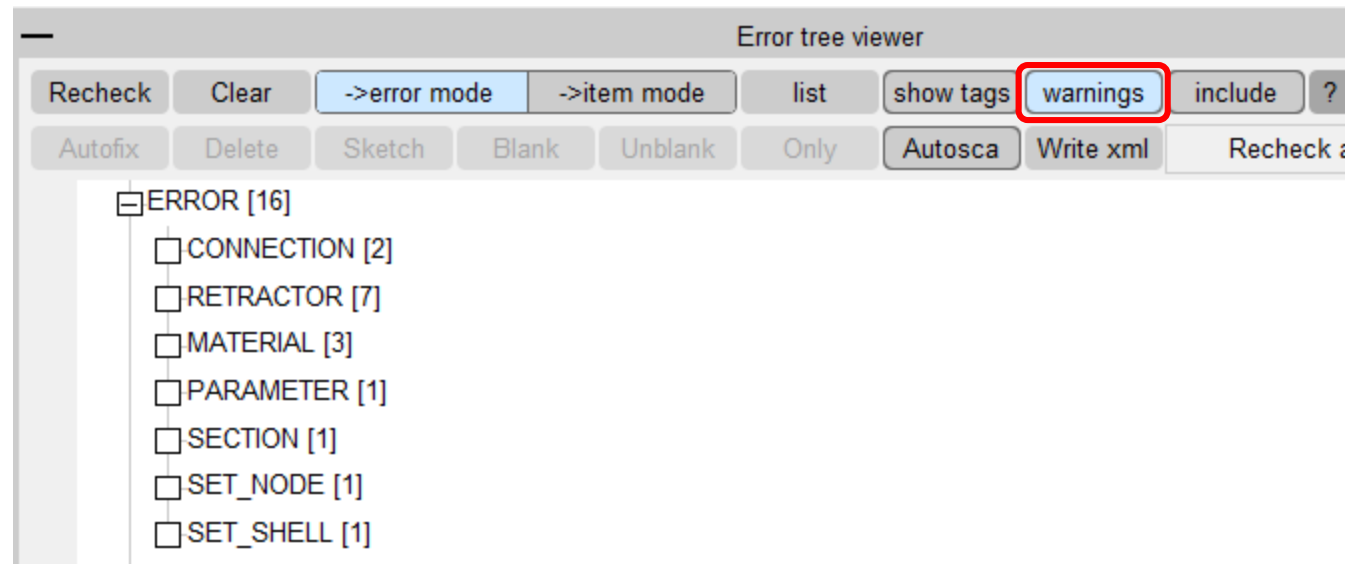 Error tree viewer
Recheck Clear ->error mode ->item mode list show tags warnings include ?
Autofix Delete Sketch Blank Unblank Only Autosca Write xml Recheck a
ERROR [16]
CONNECTION [2]
RETRACTOR [7]
MATERIAL [3]
PARAMETER [1]
SECTION [1]
SET_NODE [1]
SET_SHELL [1]